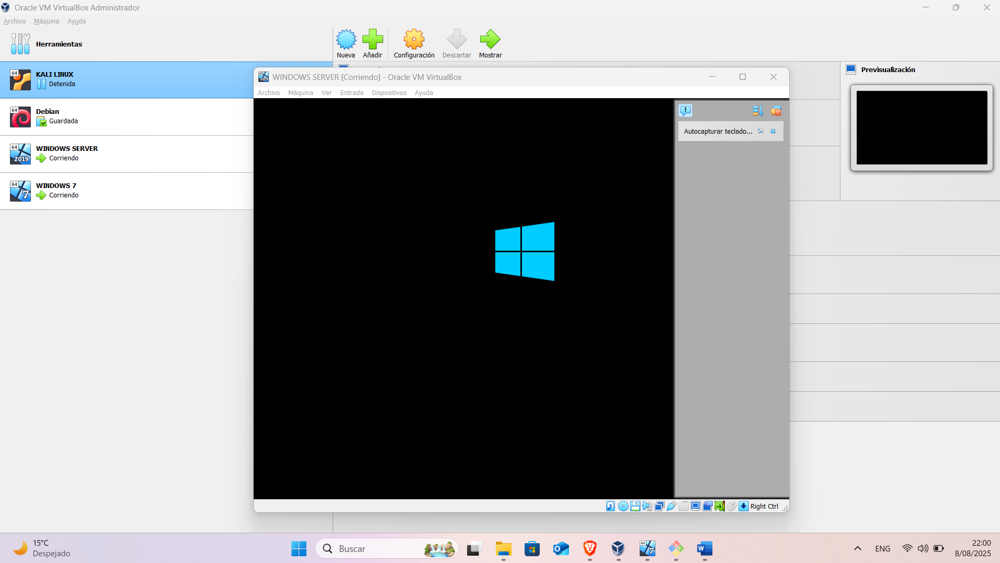 Oracle VM VirtualBox Administrador
Archivo Máquina Ayuda
Herramientas
Nueva Añadir Configuración Descartar Mostrar
64
KALI LINUX
Detenida
64
Debian
Guardada
64
2019
WINDOWS SERVER
Corriendo
64
7
WINDOWS 7
Corriendo
Previsualización
WINDOWS SERVER [Corriendo] - Oracle VM VirtualBox
Archivo Máquina Ver Entrada Dispositivos Ayuda
Autocapturar teclado...
Right Ctrl
15°C
Despejado
Buscar
ENG
22:00
8/08/2025